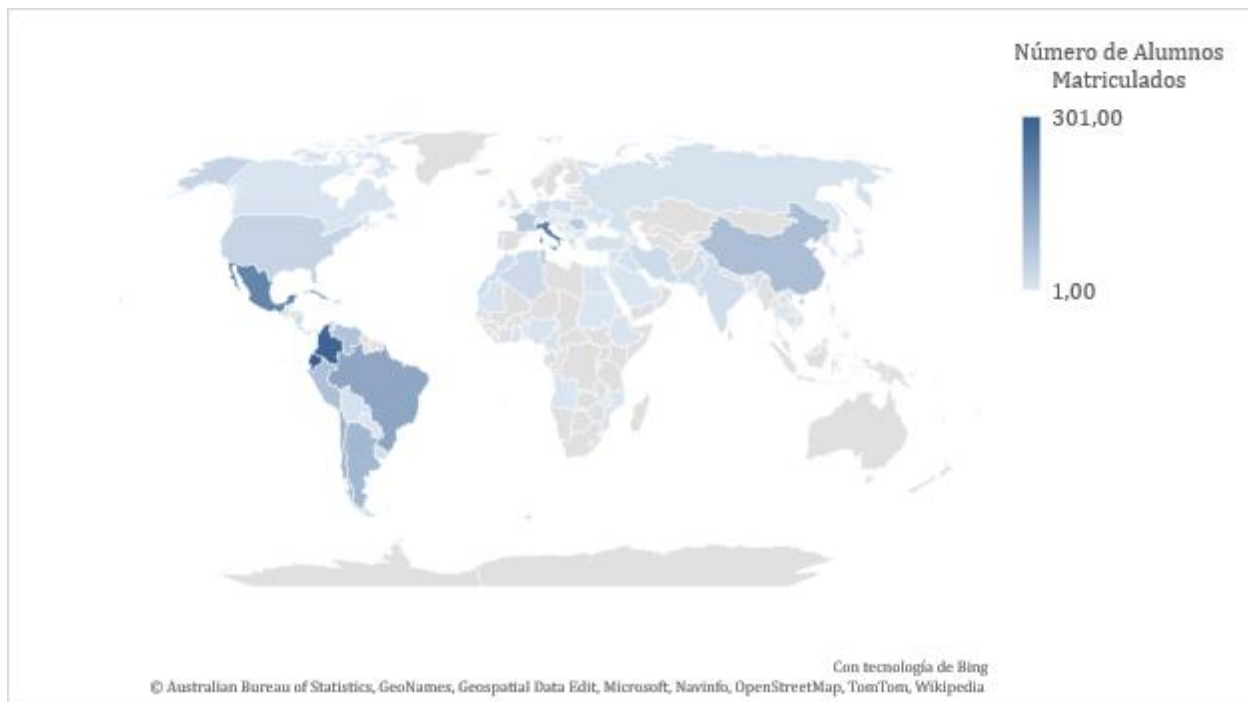 Número de Alumnos
Matriculados
301,00
1,00
Con tecnología de Bing
© Australian Bureau of Statistics, GeoNames, Geospatial Data Edit, Microsoft, Navinfo, OpenStreetMap, TomTom, Wikipedia